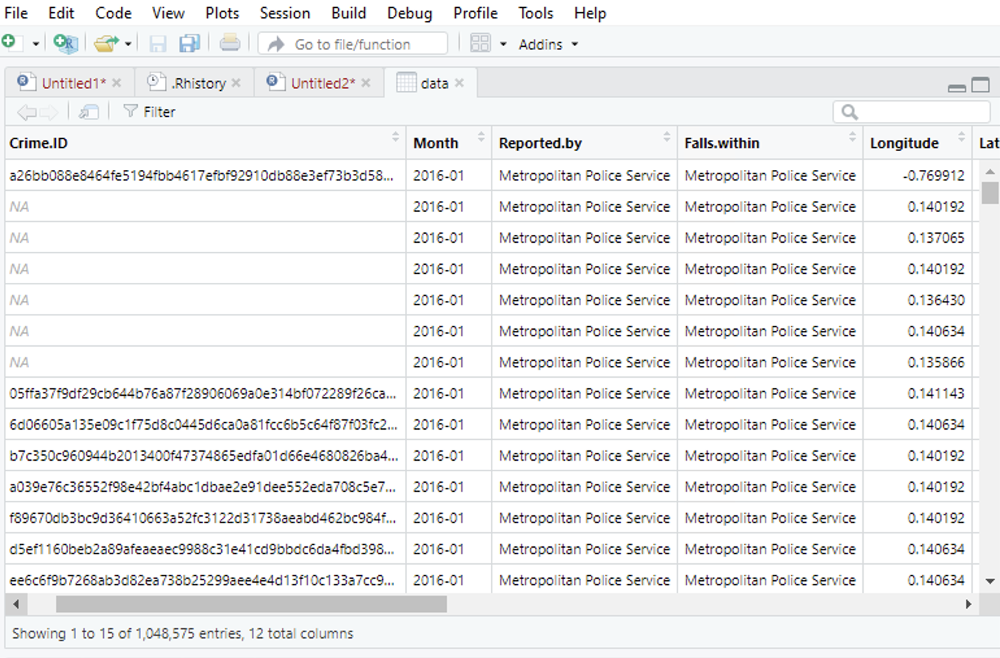 File Edit Code View Plots Session Build Debug Profile Tools Help
Go to file/function Addins
Untitled1* .Rhistory Untitled2* data
Filter
Crime.ID Month Reported.by Falls.within Longitude Lat
a26bb088e8464fe5194fbb4617efbf92910db88e3ef73b3d58... 2016-01 Metropolitan Police Service Metropolitan Police Service -0.769912
NA 2016-01 Metropolitan Police Service Metropolitan Police Service 0.140192
NA 2016-01 Metropolitan Police Service Metropolitan Police Service 0.137065
NA 2016-01 Metropolitan Police Service Metropolitan Police Service 0.140192
NA 2016-01 Metropolitan Police Service Metropolitan Police Service 0.136430
NA 2016-01 Metropolitan Police Service Metropolitan Police Service 0.140634
NA 2016-01 Metropolitan Police Service Metropolitan Police Service 0.135866
05ffa37f9df29cb644b76a87f28906069a0e314bf072289f26ca... 2016-01 Metropolitan Police Service Metropolitan Police Service 0.141143
6d06605a135e09c1f75d8c0445d6ca0a81fcc6b5c64f87f03fc2... 2016-01 Metropolitan Police Service Metropolitan Police Service 0.140634
b7c350c960944b2013400f47374865edfa01d66e4680826ba4... 2016-01 Metropolitan Police Service Metropolitan Police Service 0.140192
a039e76c36552f98e42bf4abc1dbae2e91dee552eda708c5e7... 2016-01 Metropolitan Police Service Metropolitan Police Service 0.140192
f89670db3bc9d36410663a52fc3122d31738aeabd462bc984f... 2016-01 Metropolitan Police Service Metropolitan Police Service 0.140192
d5ef1160beb2a89afeaeaec9988c31e41cd9bbdc6da4fbd398... 2016-01 Metropolitan Police Service Metropolitan Police Service 0.140634
ee6c6f9b7268ab3d82ea738b25299aee4e4d13f10c133a7cc9... 2016-01 Metropolitan Police Service Metropolitan Police Service 0.140634
Showing 1 to 15 of 1,048,575 entries, 12 total columns